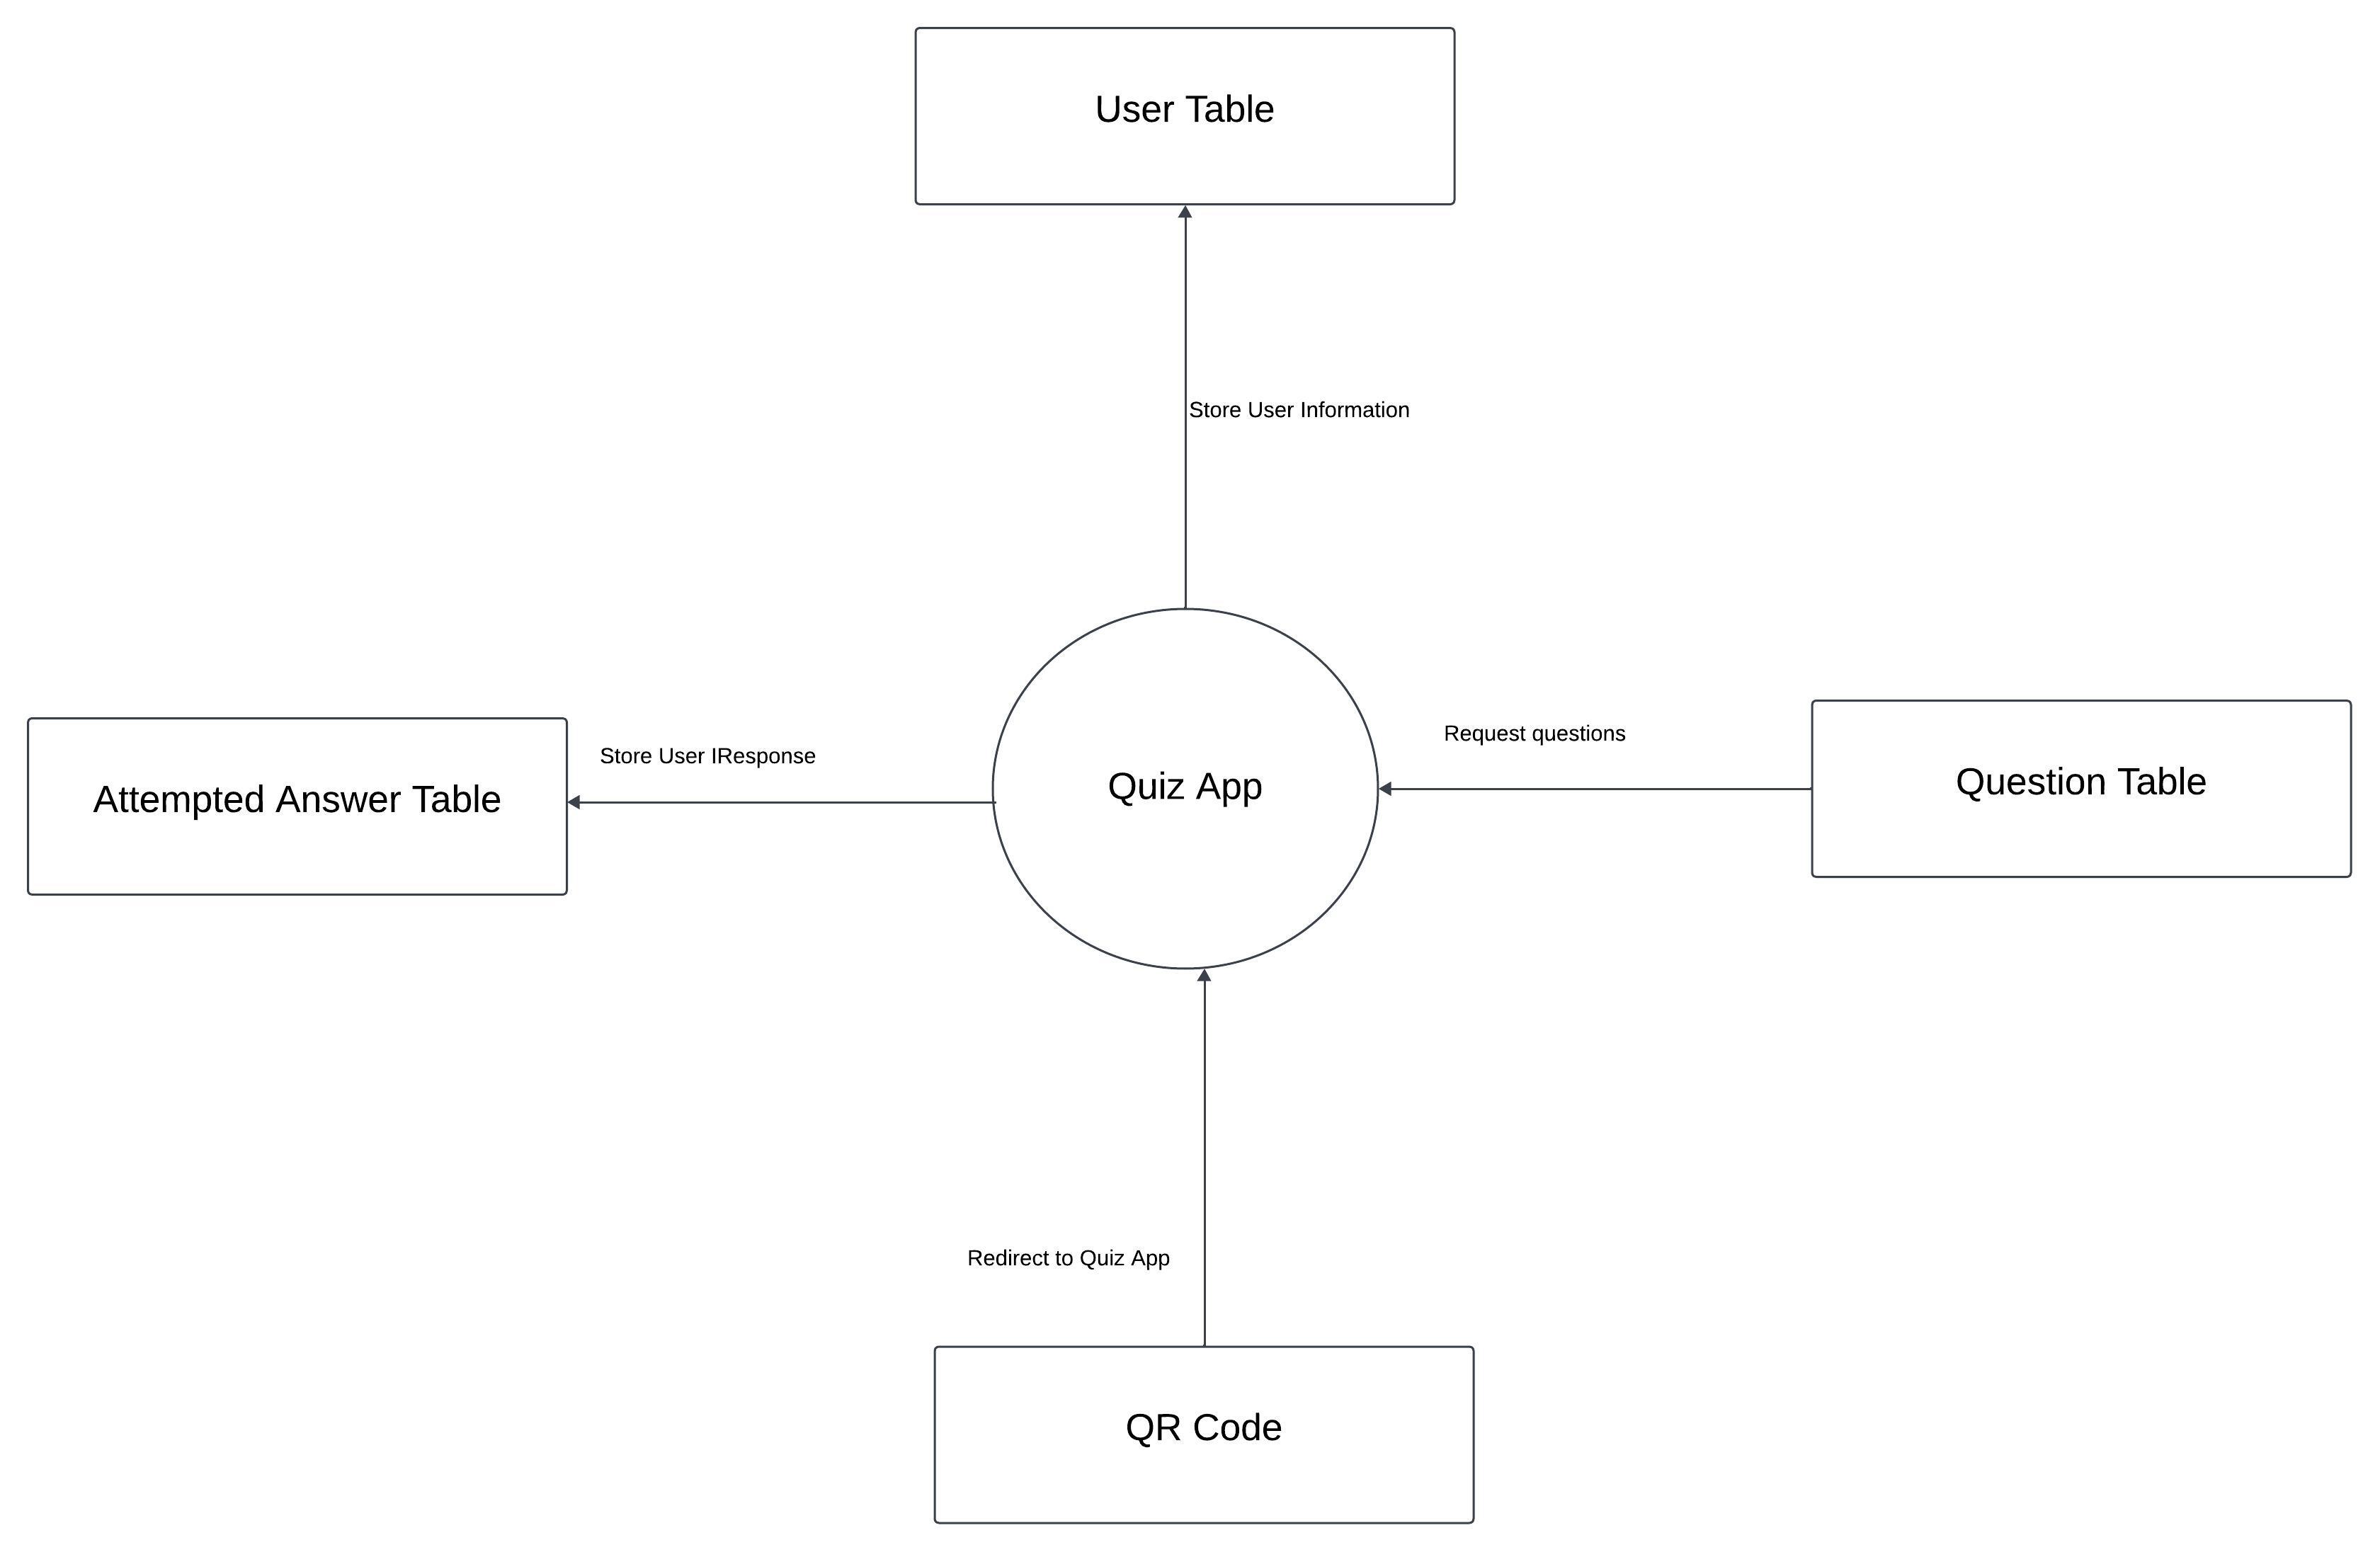 User Table
Store User Information
Request questions
Store User IResponse
Quiz App
Question Table
Attempted Answer Table
Redirect to Quiz App
QR Code